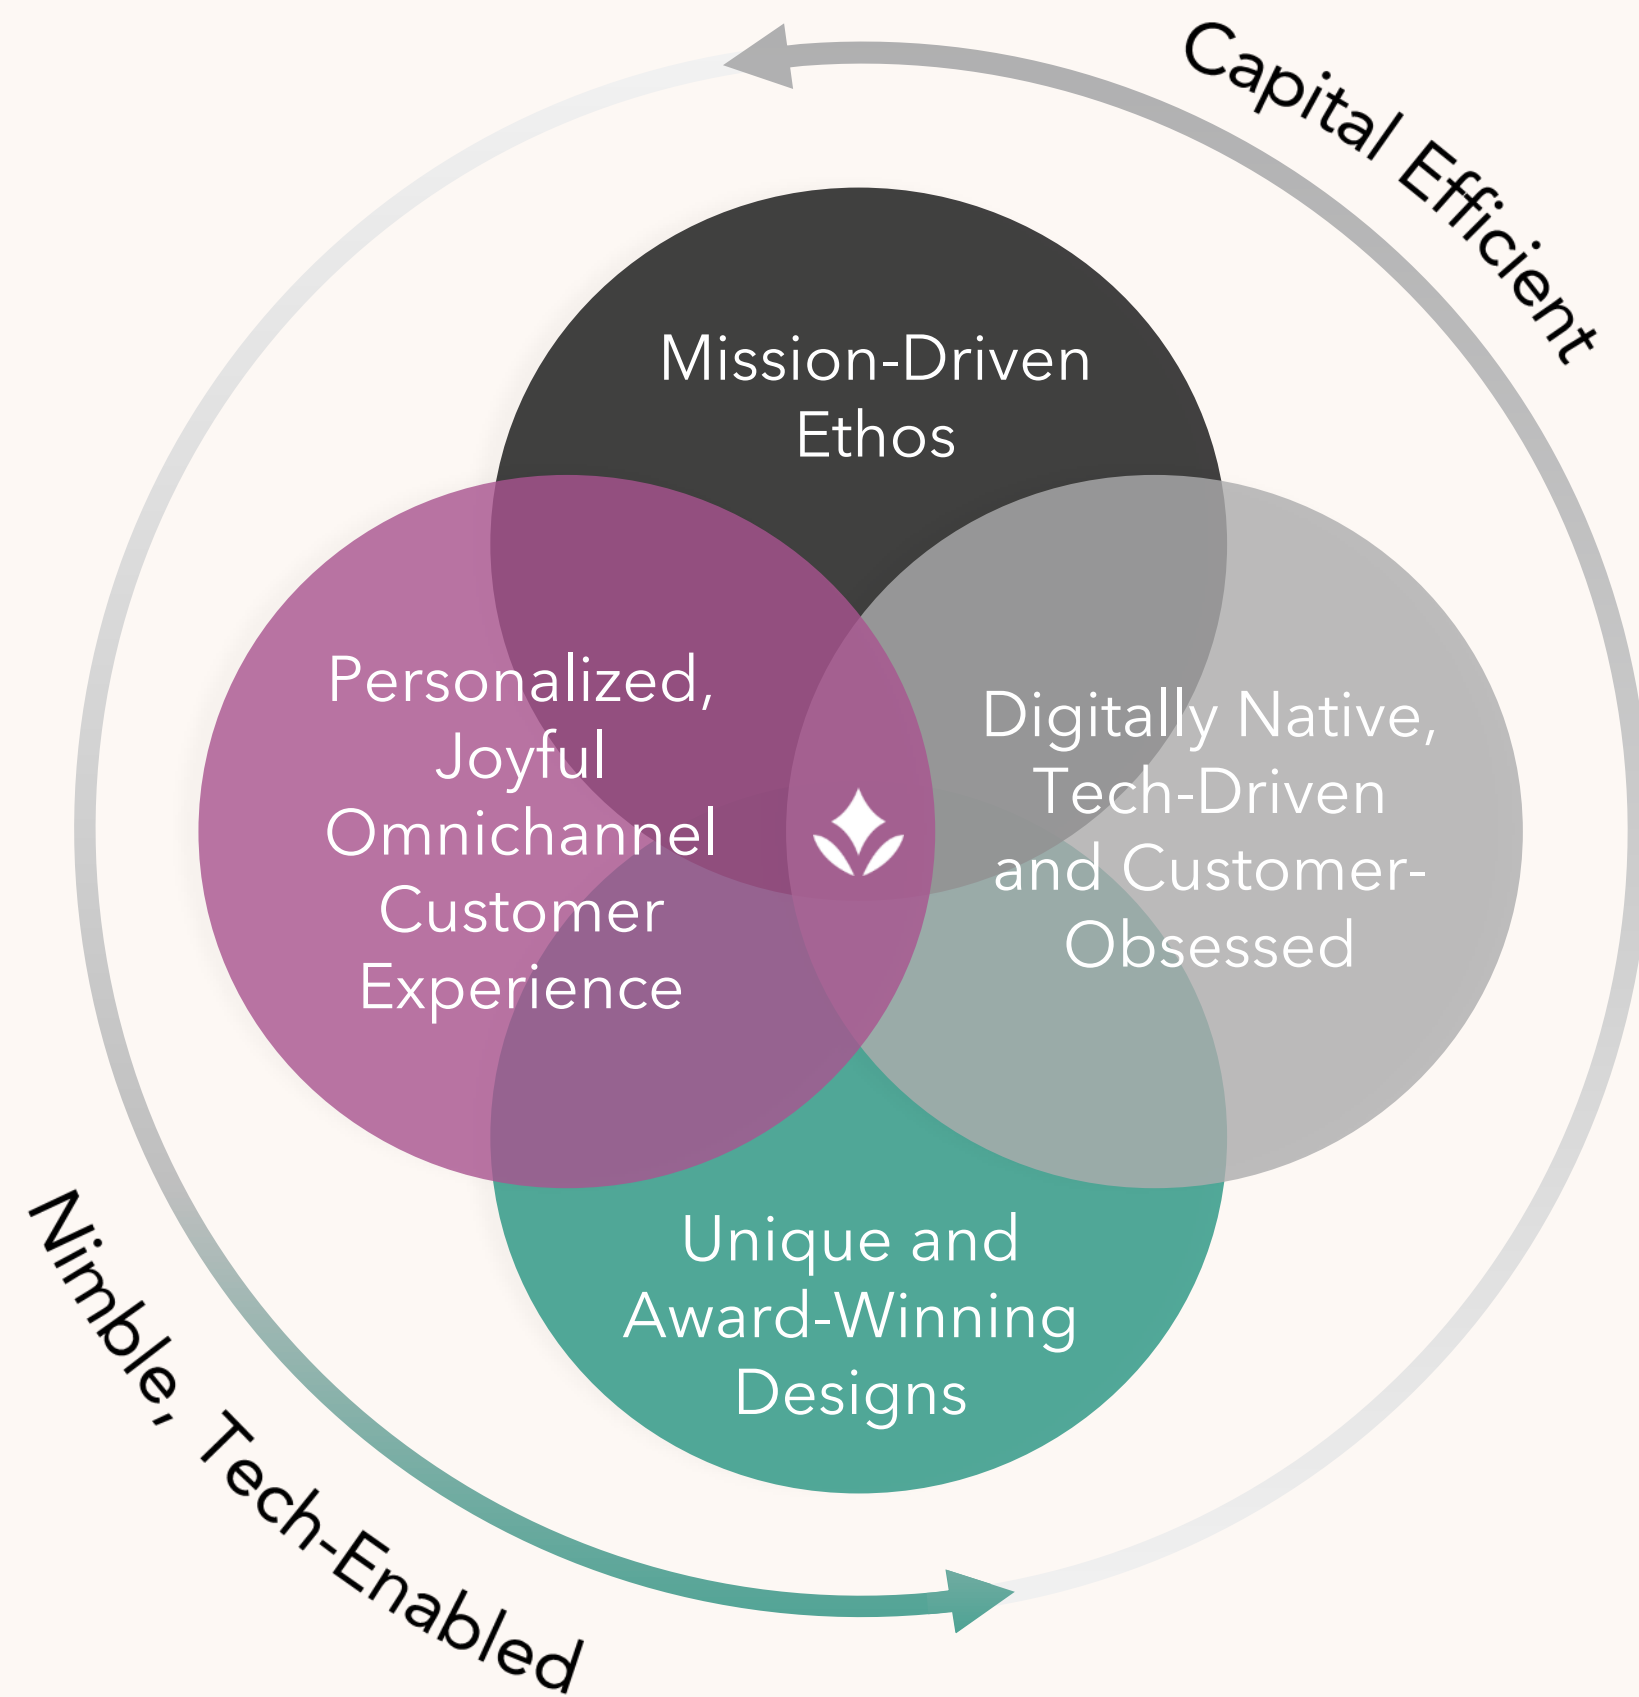 Capital Efficient
Mission-Driven
Ethos
Personalized,
Joyful
Omnichannel
Customer
Experience
Digitally Native,
Tech-Driven
and Customer-
Obsessed
Unique and
Award-Winning
Designs
Nimble, Tech-Enabled